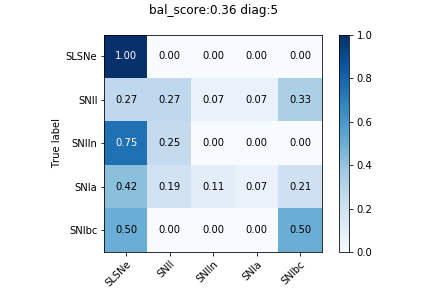 bal_score:0.36 diag:5
1.0
SLSNe 1.00 0.00 0.00 0.00 0.00
0.8
SNII 0.27 0.27 0.07 0.07 0.33
0.6
True label
SNIIn 0.75 0.25 0.00 0.00 0.00
0.4
SNIa 0.42 0.19 0.11 0.07 0.21
0.2
SNIbc 0.50 0.00 0.00 0.00 0.50
0.0
SLSNe SNII SNIIn SNIa SNIbc